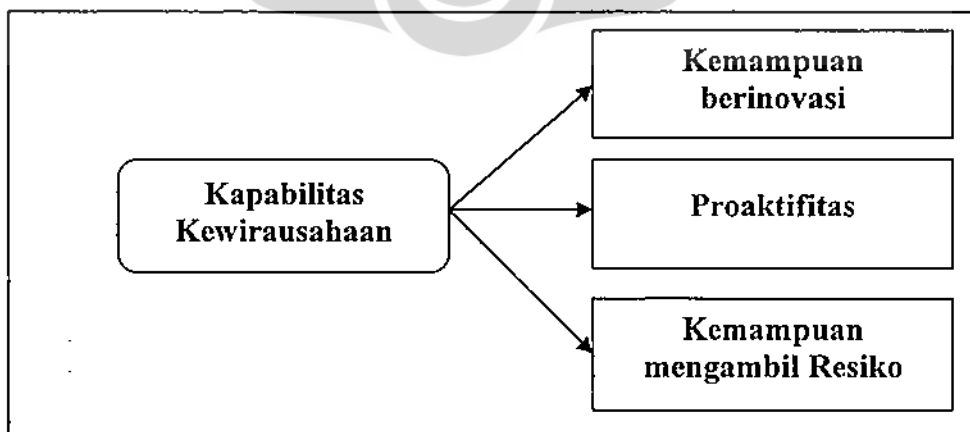 Kemampuan
berinovasi
Kapabilitas
Kewirausahaan
Proaktifitas
Kemampuan
mengambil Resiko